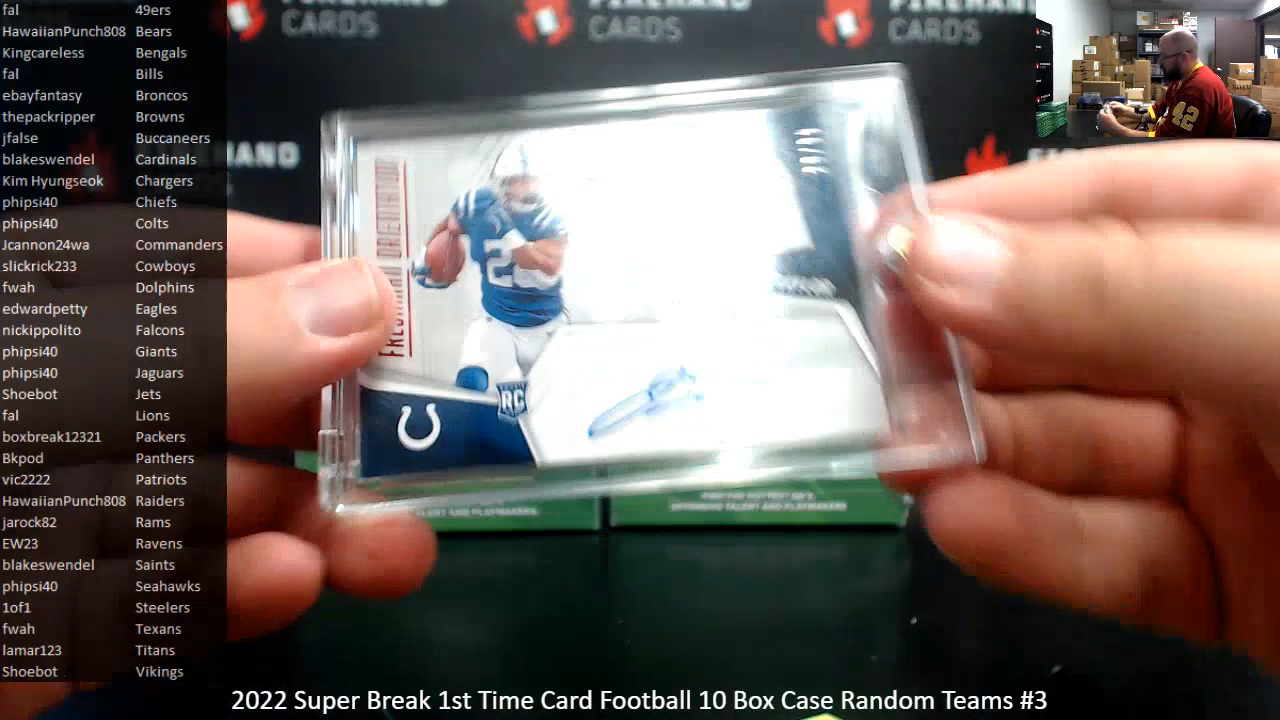 fal 49ers
HawaiianPunch808 Bears
Kingcareless Bengals
fal Bills
ebayfantasy Broncos
thepackripper Browns
jfalse Buccaneers
blakeswendel Cardinals
Kim Hyungseok Chargers
phipsi40 Chiefs
phipsi40 Colts
Jcannon24wa Commanders
slickrick233 Cowboys
fwah Dolphins
edwardpetty Eagles
nickippolito Falcons
phipsi40 Giants
phipsi40 Jaguars
Shoebot Jets
fal Lions
boxbreak12321 Packers
Bkpod Panthers
vic2222 Patriots
HawaiianPunch808 Raiders
jarock82 Rams
EW23 Ravens
blakeswendel Saints
phipsi40 Seahawks
1of1 Steelers
fwah Texans
lamar123 Titans
Shoebot Vikings
CARDS
CARDS
CARDS
42
RC
TALENT AND PLAYMAKERS
2022 Super Break 1st Time Card Football 10 Box Case Random Teams #3